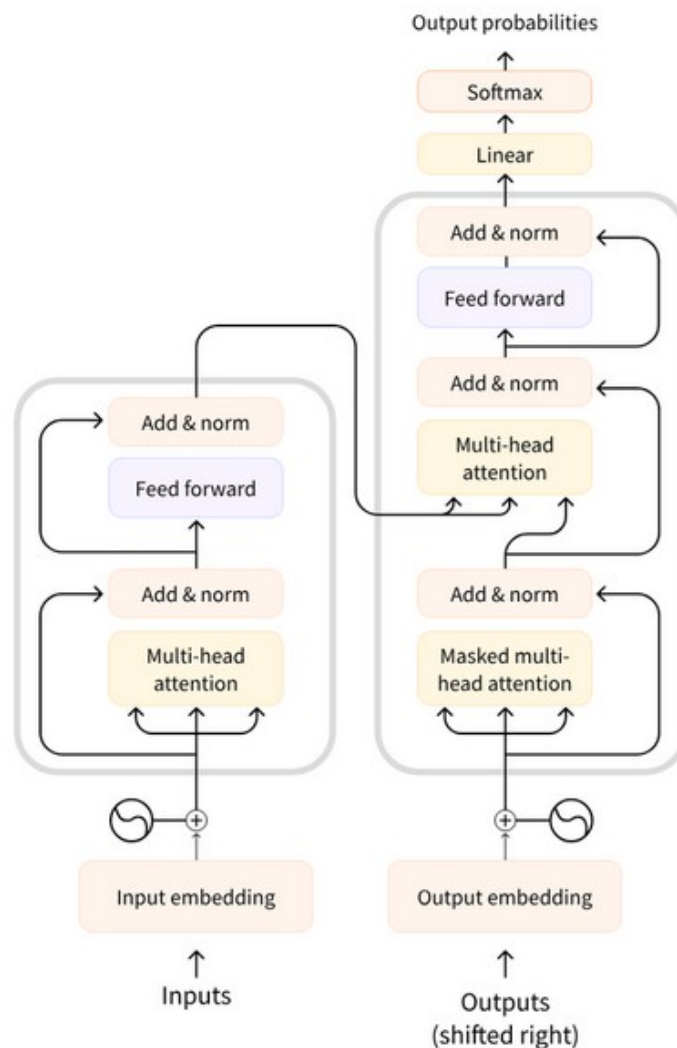 Output probabilities
Softmax
Linear
Add & norm
Feed forward
Add & norm
Multi-head
attention
Add & norm
Masked multi-
head attention
Output embedding
Outputs
(shifted right)
Add & norm
Feed forward
Add & norm
Multi-head
attention
Input embedding
Inputs